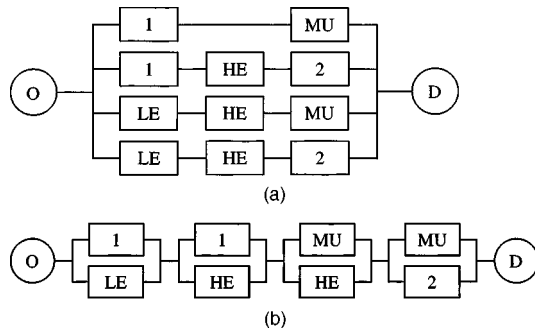 1 MU
1 HE 2
O D
LE HE MU
LE HE 2
(a)
1 1 MU MU
O D
LE HE HE 2
(b)